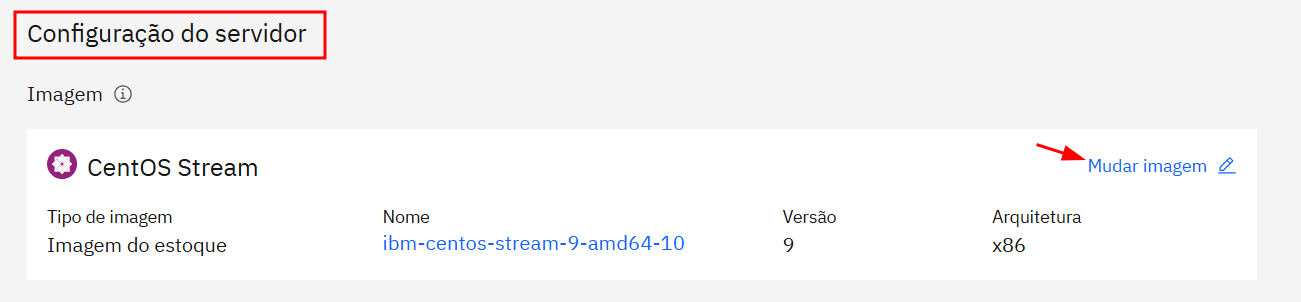 Configuração do servidor
Imagem
CentOS Stream
Mudar imagem
Tipo de imagem
Nome
Versão
Arquitetura
Imagem do estoque
ibm-centos-stream-9-amd64-10
9
x86